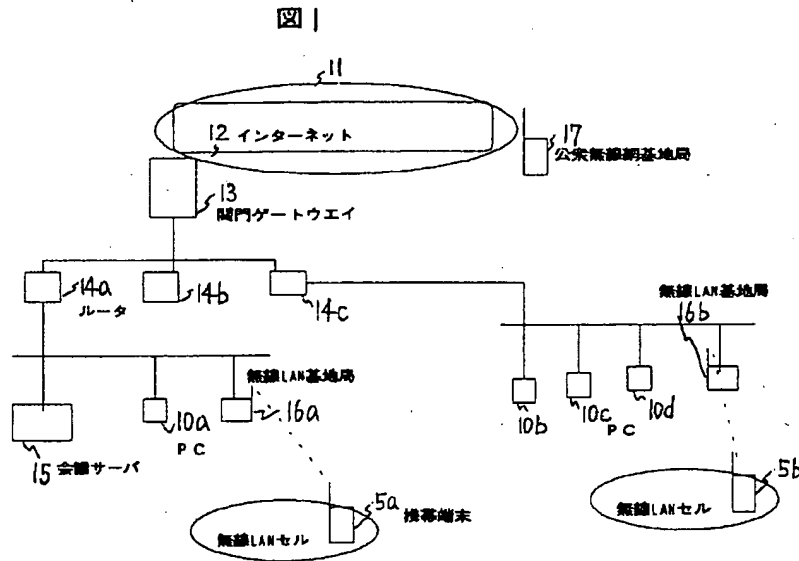 図1
11
12 インターネット
17
公衆無線網基地局
13
関門ゲートウエイ
14a
ルータ
14b
14c
無線LAN基地局
16b
無線LAN基地局
10a
PC
16a
10b
10c
PC
10d
15 会議サーバ
5a 携帯端末
無線LANセル
5b
無線LANセル